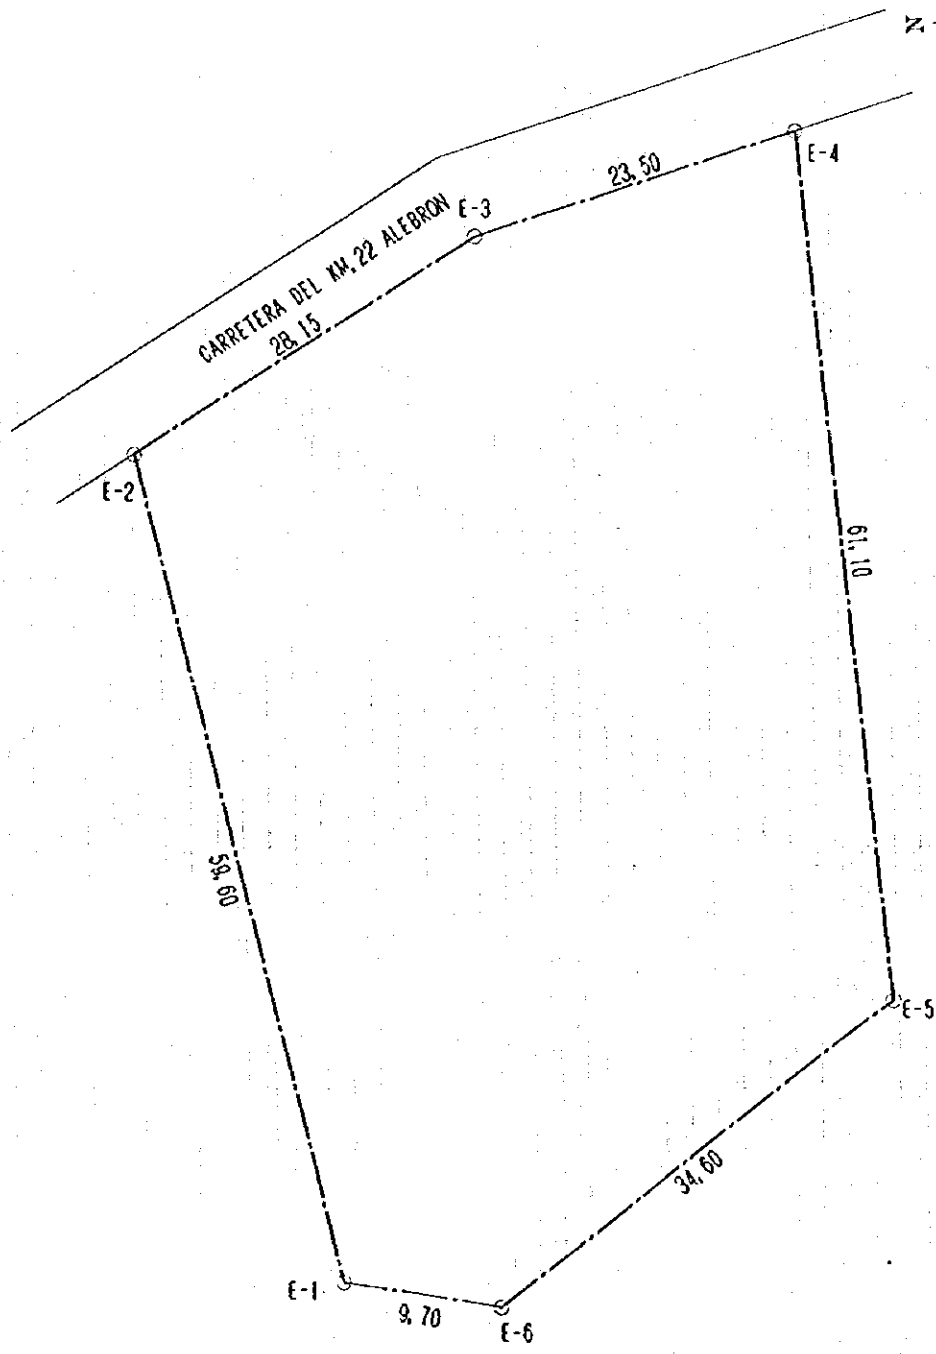 N
E-4
23,50
E-3
CARRETERA DEL KM. 22 ALEBRON
28,15
E-2
61,10
59,60
E-5
34,60
E-1
9,70
E-6